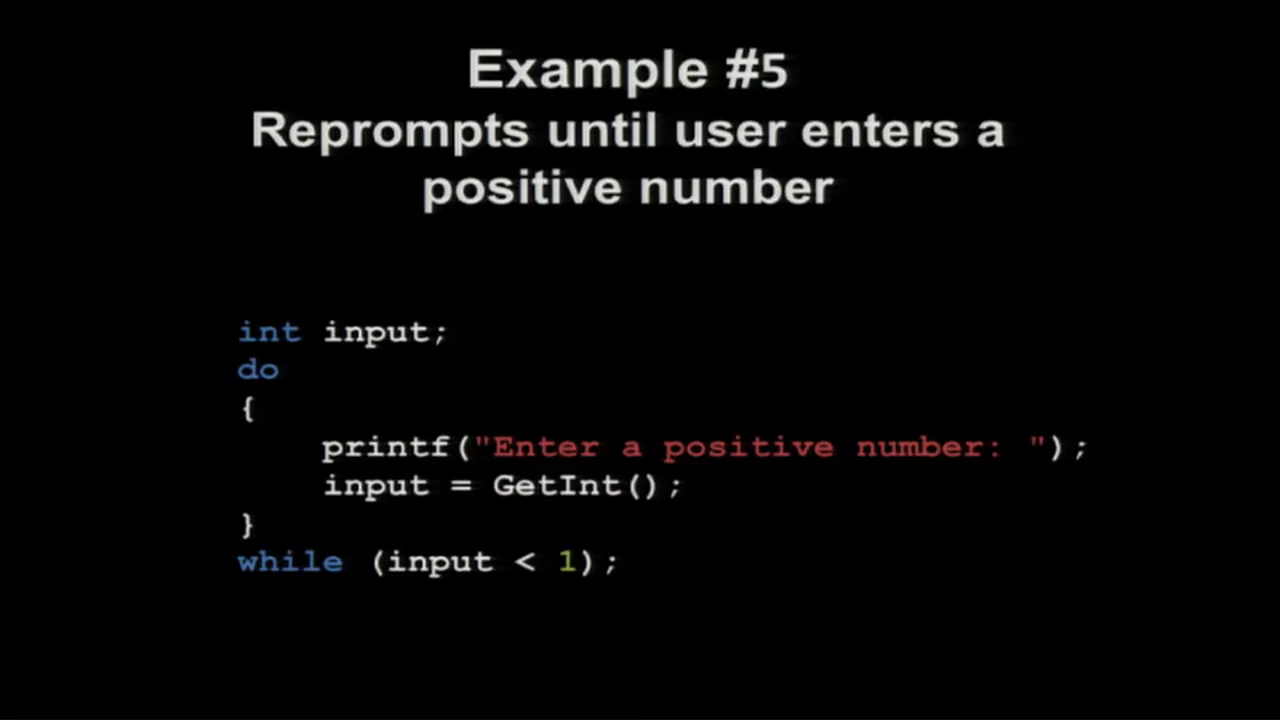 Example #5
Reprompts until user enters a
positive number
int input;
do
{
    printf("Enter a positive number: ");
    input = GetInt();
}
while (input < 1);